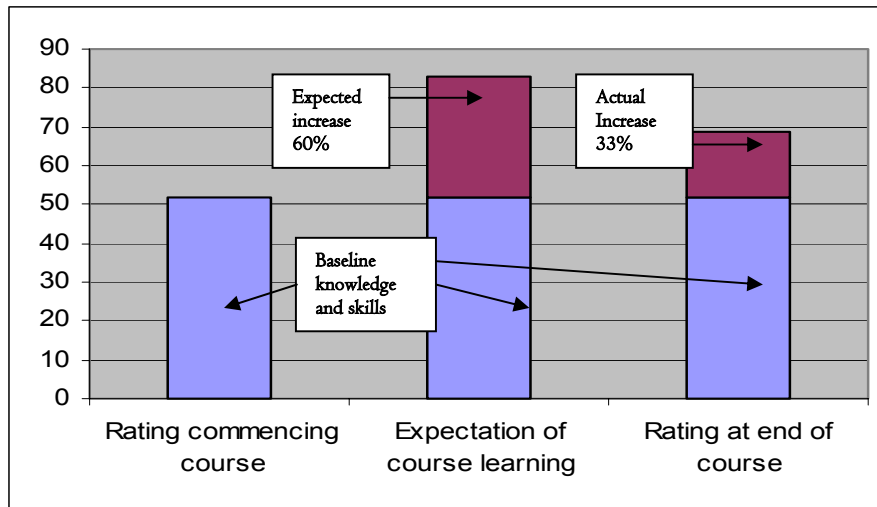 90
80
70
60
50
40
30
20
10
0
Expected
increase
60%
Actual
Increase
33%
Baseline
knowledge
and skills
Rating commencing
course
Expectation of
course learning
Rating at end of
course